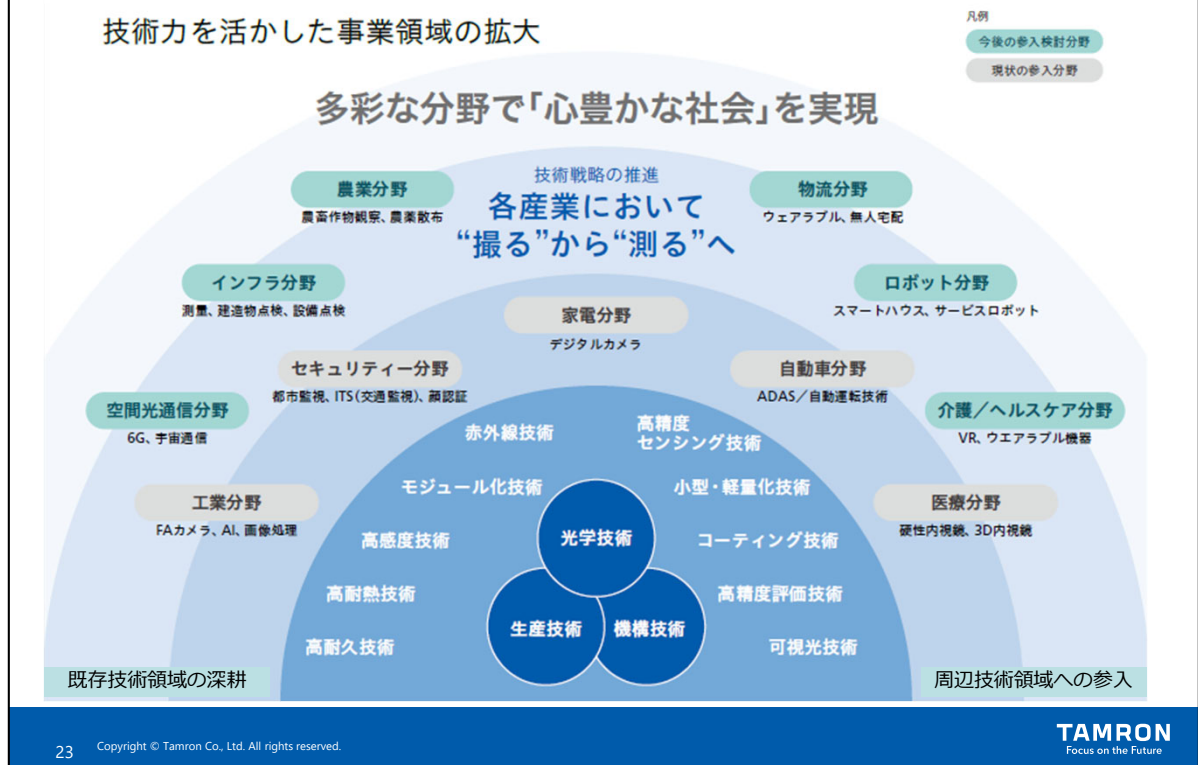 技術力を活かした事業領域の拡大
凡例
今後の参入検討分野
現状の参入分野
多彩な分野で「心豊かな社会」を実現
技術戦略の推進
各産業において
“撮る”から“測る”へ
農業分野
農畜作物観察、農薬散布
物流分野
ウェアラブル、無人宅配
インフラ分野
測量、建造物点検、設備点検
ロボット分野
スマートハウス、サービスロボット
家電分野
デジタルカメラ
セキュリティー分野
都市監視、ITS(交通監視)、顔認証
自動車分野
ADAS/自動運転技術
空間光通信分野
6G、宇宙通信
介護/ヘルスケア分野
VR、ウエアラブル機器
工業分野
FAカメラ、AI、画像処理
医療分野
硬性内視鏡、3D内視鏡
赤外線技術
高精度
センシング技術
モジュール化技術
小型・軽量化技術
高感度技術
コーティング技術
高耐熱技術
高精度評価技術
高耐久技術
可視光技術
光学技術
生産技術
機構技術
既存技術領域の深耕
周辺技術領域への参入
23
Copyright © Tamron Co., Ltd. All rights reserved.
TAMRON
Focus on the Future